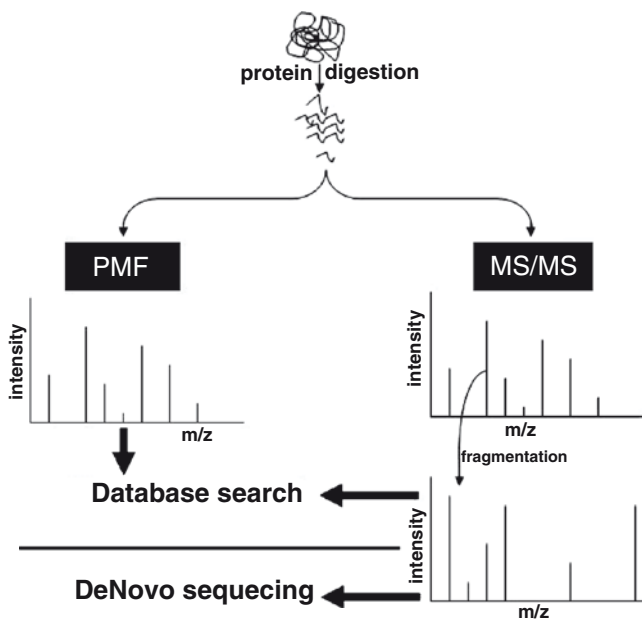 protein digestion
PMF
MS/MS
intensity
m/z
intensity
m/z
fragmentation
Database search
intensity
m/z
DeNovo sequecing